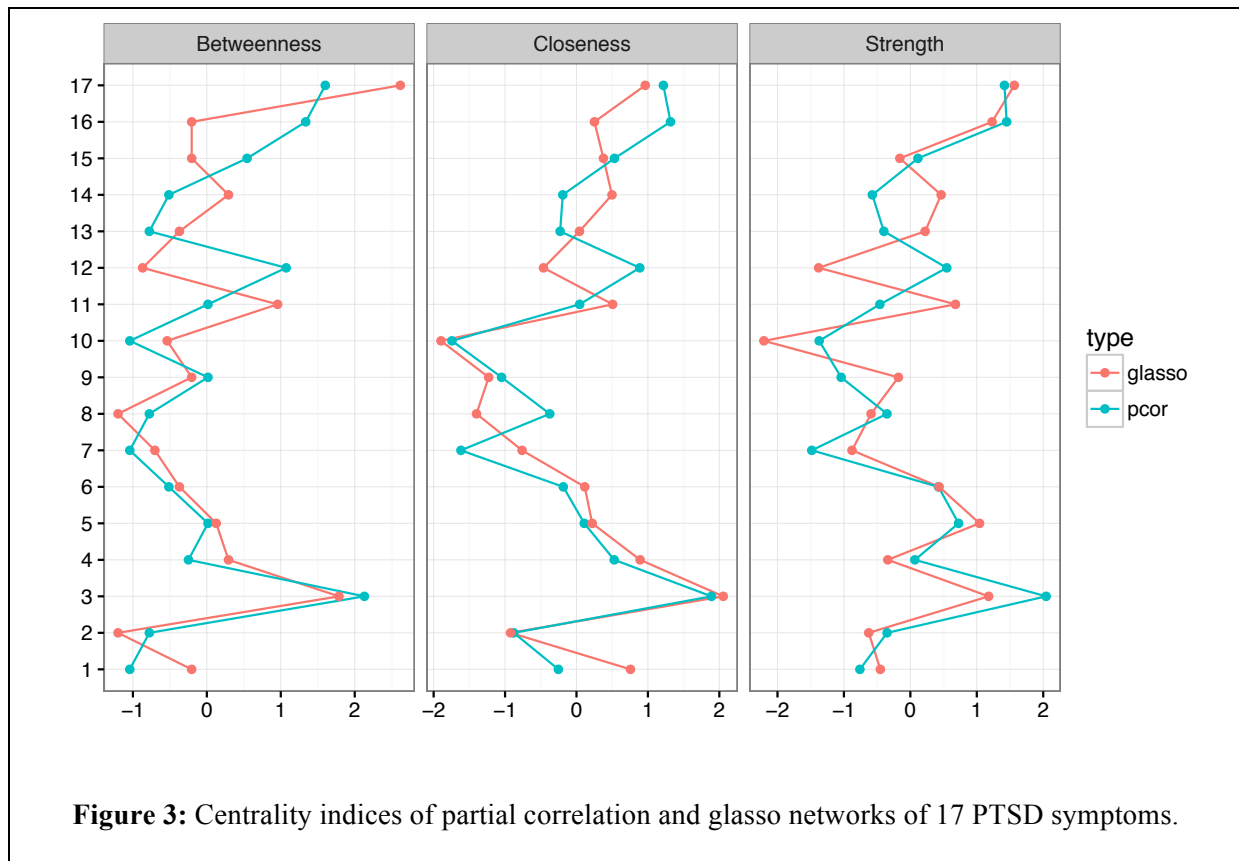 Betweenness Closeness Strength
17
16
15
14
13
12
11
10
9
8
7
6
5
4
3
2
1
−1 0 1 2 −2 −1 0 1 2 −2 −1 0 1 2
type
glasso
pcor
Figure 3: Centrality indices of partial correlation and glasso networks of 17 PTSD symptoms.